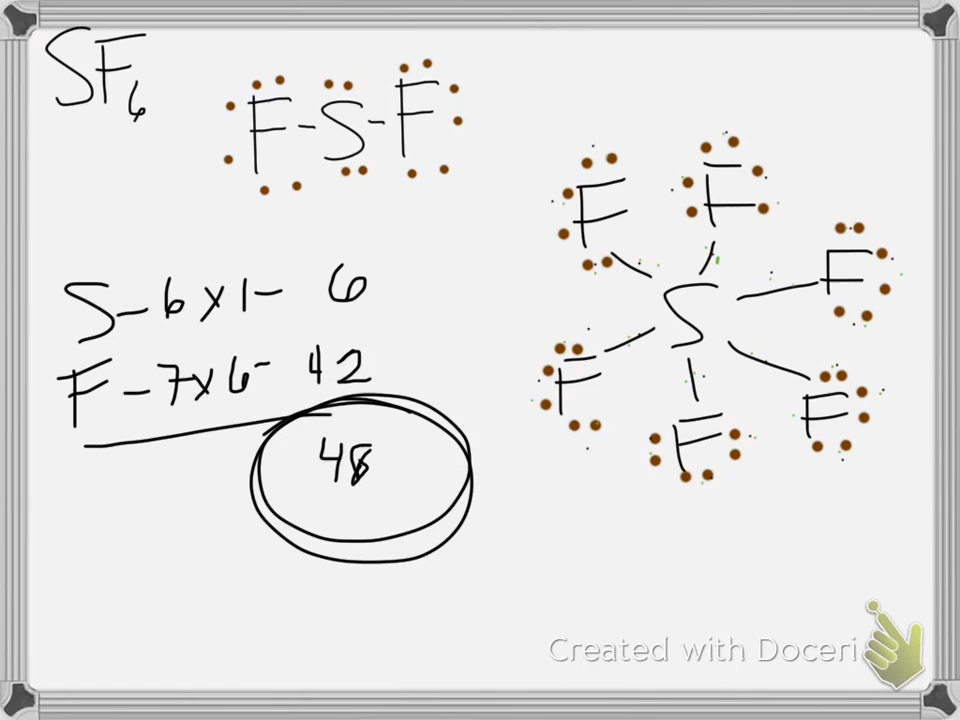 SF6
F-S-F
S-6x1- 6
F-7x6- 42
48
F F
F
S
F
F
F
Created with Doceri